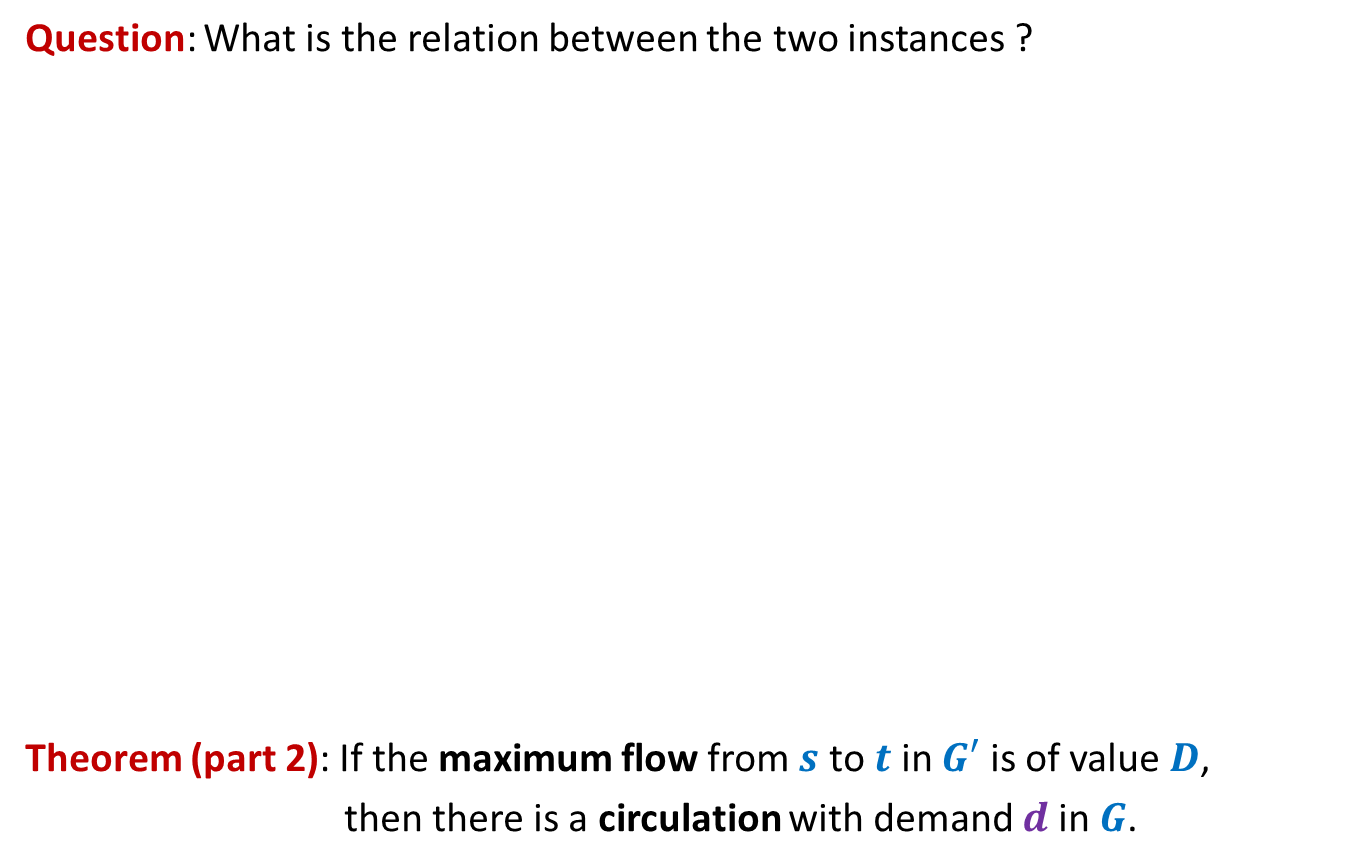 Question: What is the relation between the two instances ?
Theorem (part 2): If the maximum flow from s to t in G′ is of value D,
then there is a circulation with demand d in G.